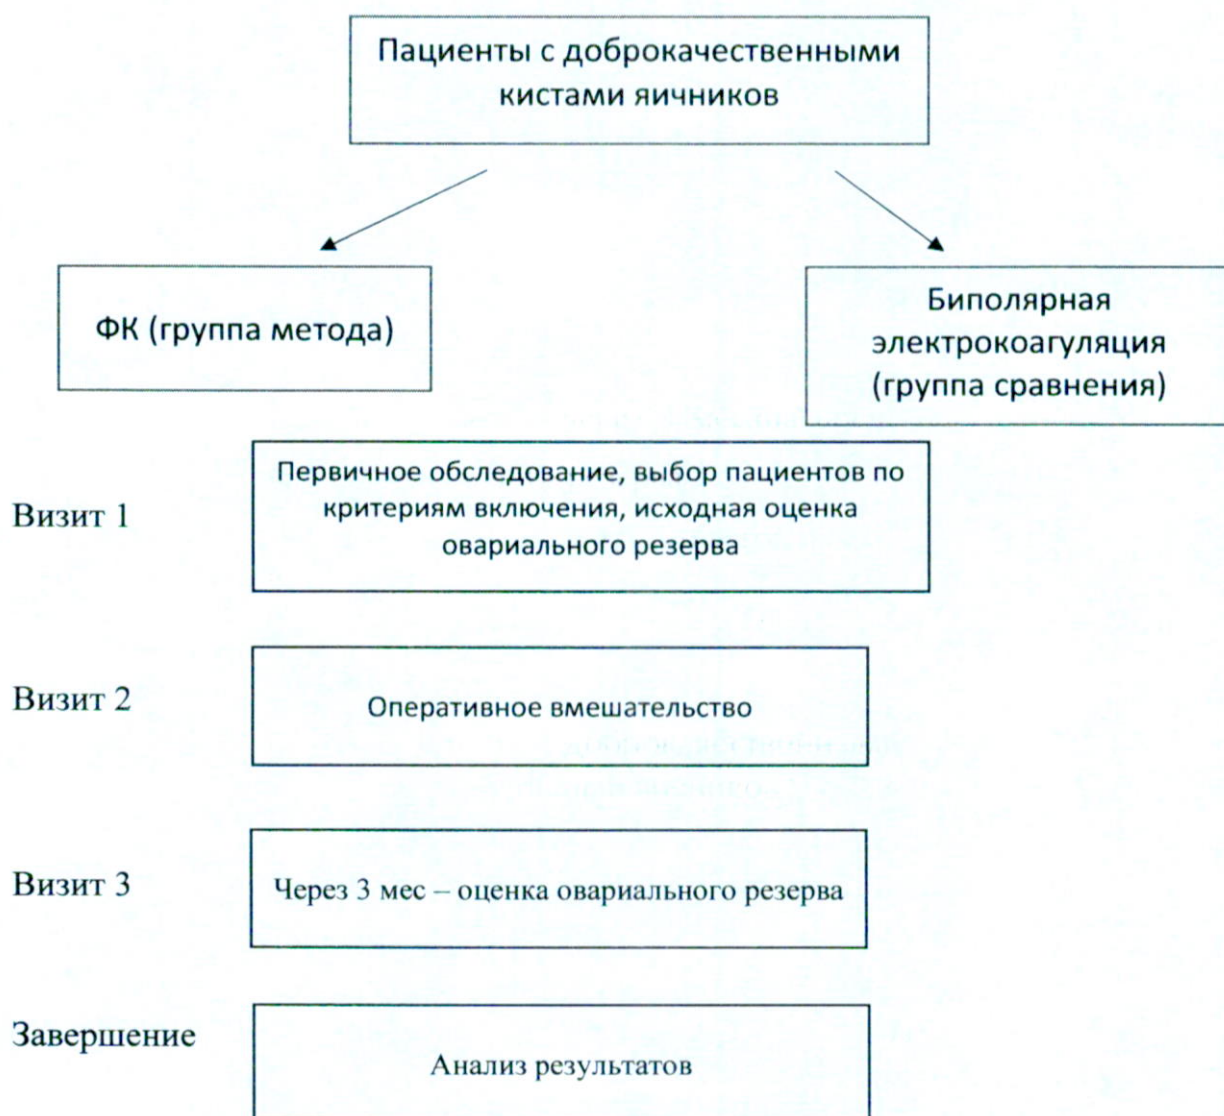 Пациенты с доброкачественными
кистами яичников
ФК (группа метода)
Биполярная
электрокоагуляция
(группа сравнения)
Визит 1
Первичное обследование, выбор пациентов по
критериям включения, исходная оценка
овариального резерва
Визит 2
Оперативное вмешательство
Визит 3
Через 3 мес – оценка овариального резерва
Завершение
Анализ результатов